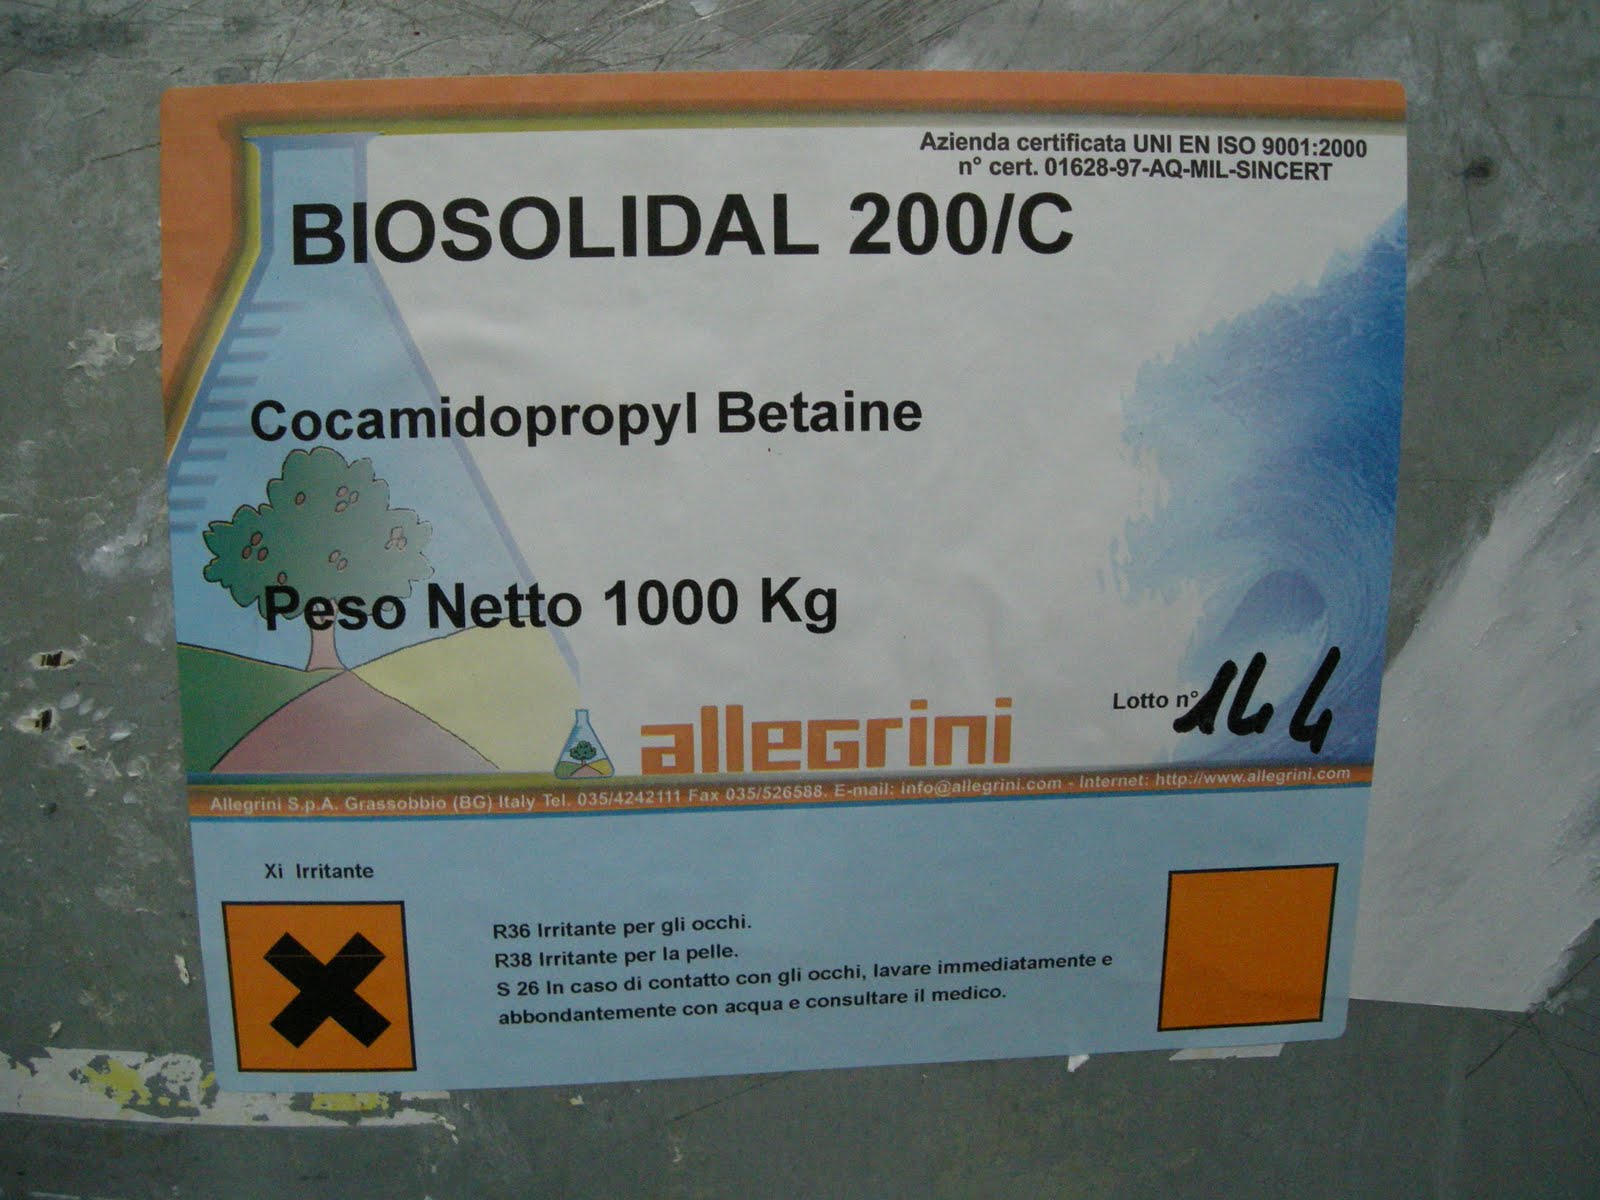 Azienda certificata UNI EN ISO 9001:2000
n° cert. 01628-97-AQ-MIL-SINCERT
BIOSOLIDAL 200/C
Cocamidopropyl Betaine
Peso Netto 1000 Kg
Lotto n° 144
allegrini
Allegrini S.p.A. Grassobbio (BG) Italy Tel. 035/4242111 Fax 035/526588. E-mail: info@allegrini.com - Internet: http://www.allegrini.com
Xi Irritante
R36 Irritante per gli occhi.
R38 Irritante per la pelle.
S 26 In caso di contatto con gli occhi, lavare immediatamente e
abbondantemente con acqua e consultare il medico.